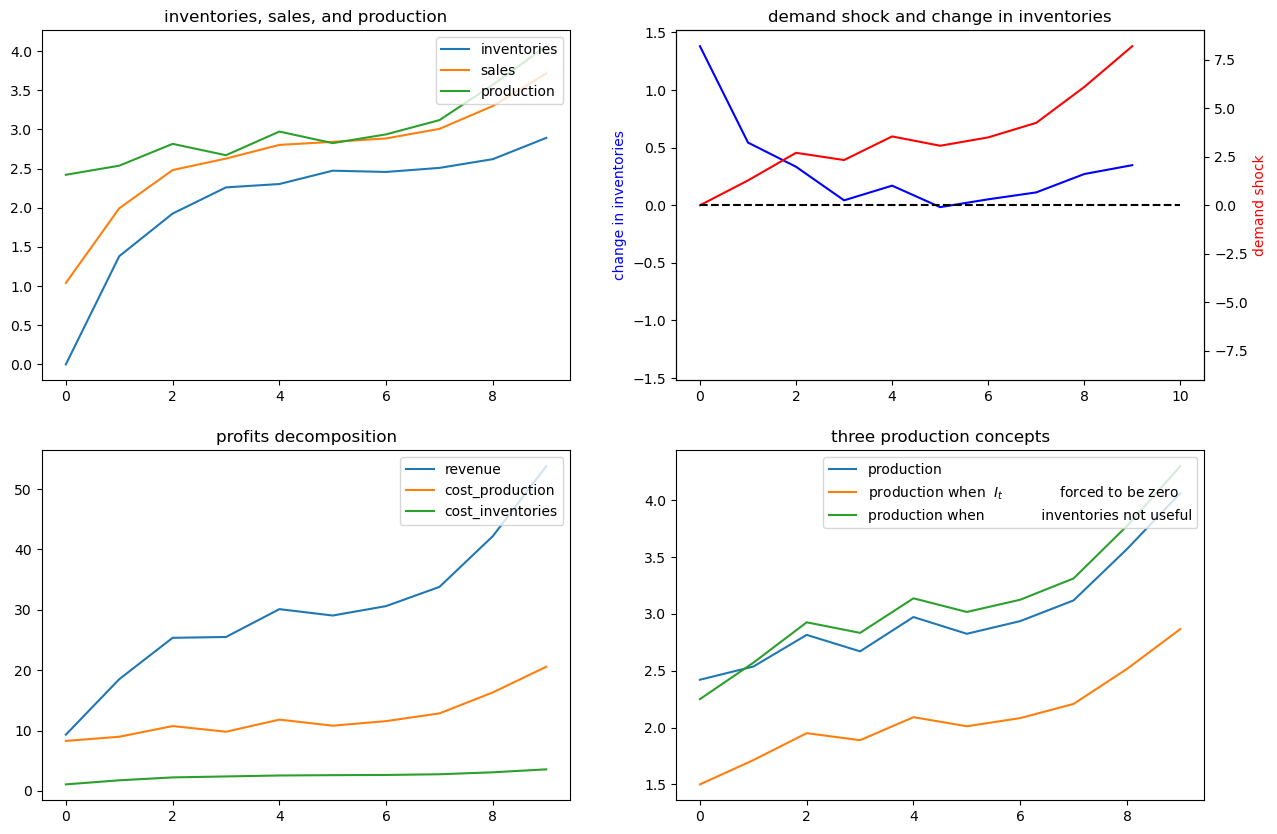 inventories, sales, and production
4.0
3.5
3.0
2.5
2.0
1.5
1.0
0.5
0.0
0 2 4 6 8
inventories
sales
production
demand shock and change in inventories
change in inventories
1.5
1.0
0.5
0.0
−0.5
−1.0
−1.5
0 2 4 6 8 10
7.5
5.0
2.5
0.0
−2.5
−5.0
−7.5
demand shock
profits decomposition
50
40
30
20
10
0
0 2 4 6 8
revenue
cost_production
cost_inventories
three production concepts
4.0
3.5
3.0
2.5
2.0
1.5
0 2 4 6 8
production
production when I_t forced to be zero
production when inventories not useful